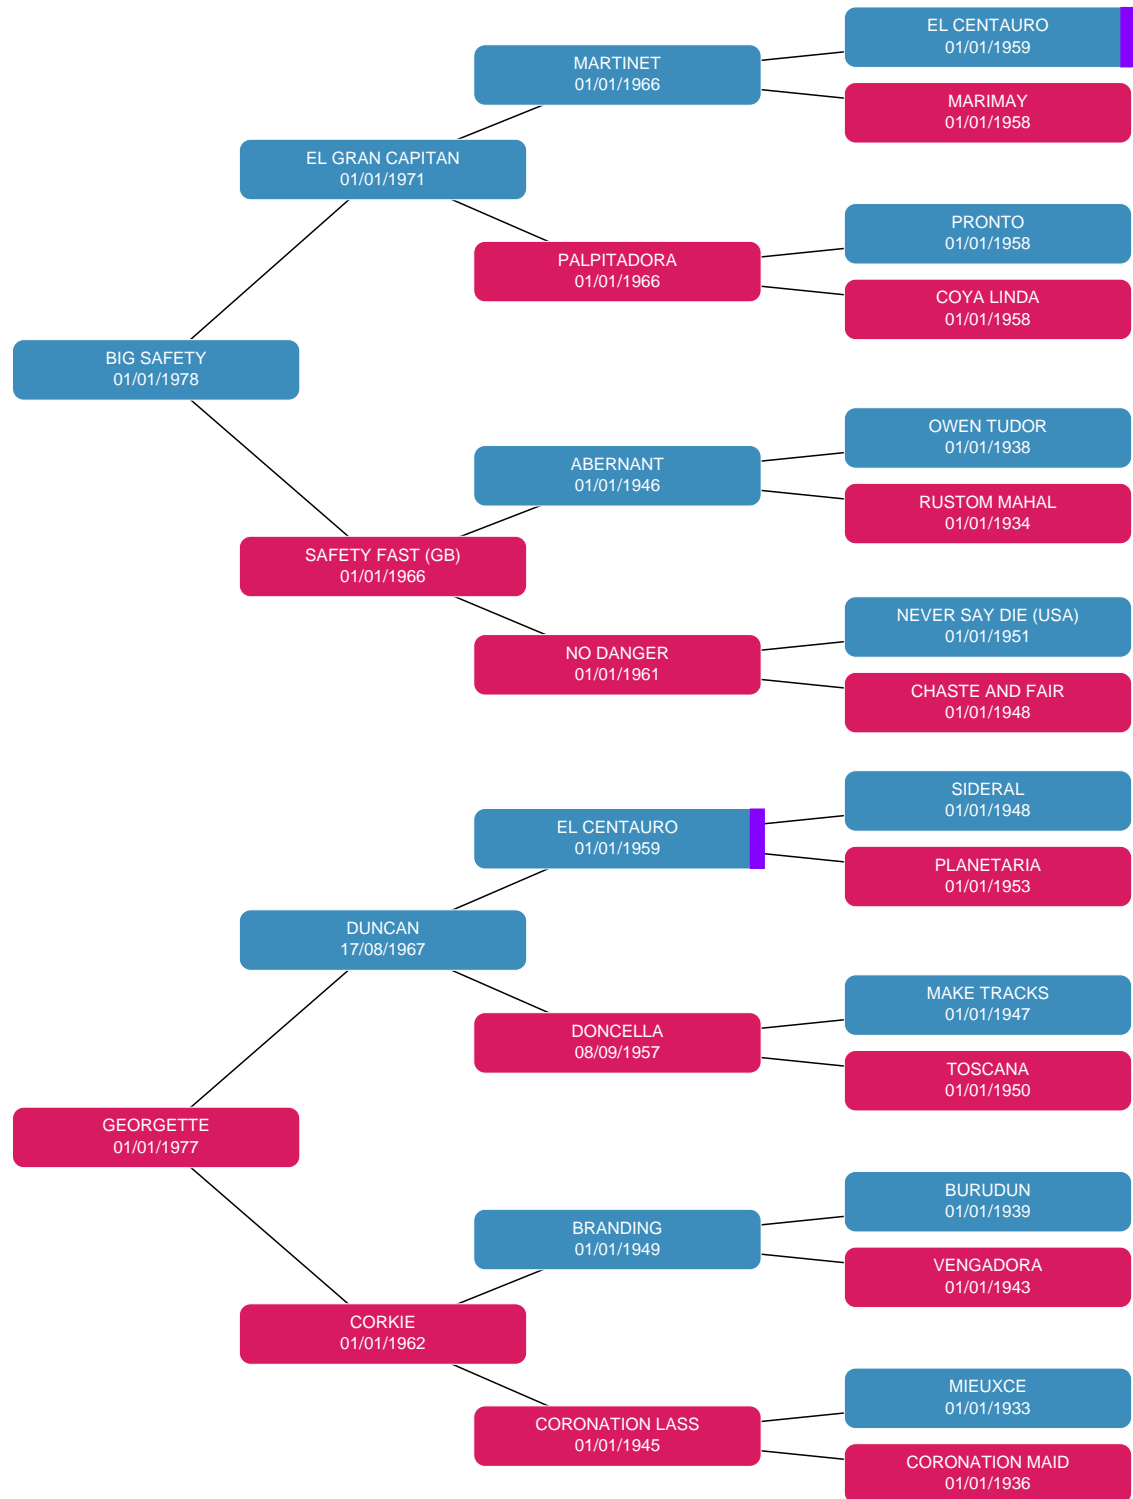 EL CENTAURO
01/01/1959
MARTINET
01/01/1966
MARIMAY
01/01/1958
EL GRAN CAPITAN
01/01/1971
PRONTO
01/01/1958
PALPITADORA
01/01/1966
COYA LINDA
01/01/1958
BIG SAFETY
01/01/1978
OWEN TUDOR
01/01/1938
ABERNANT
01/01/1946
RUSTOM MAHAL
01/01/1934
SAFETY FAST (GB)
01/01/1966
NEVER SAY DIE (USA)
01/01/1951
NO DANGER
01/01/1961
CHASTE AND FAIR
01/01/1948
SIDERAL
01/01/1948
EL CENTAURO
01/01/1959
PLANETARIA
01/01/1953
DUNCAN
17/08/1967
MAKE TRACKS
01/01/1947
DONCELLA
08/09/1957
TOSCANA
01/01/1950
GEORGETTE
01/01/1977
BURUDUN
01/01/1939
BRANDING
01/01/1949
VENGADORA
01/01/1943
CORKIE
01/01/1962
MIEUXCE
01/01/1933
CORONATION LASS
01/01/1945
CORONATION MAID
01/01/1936